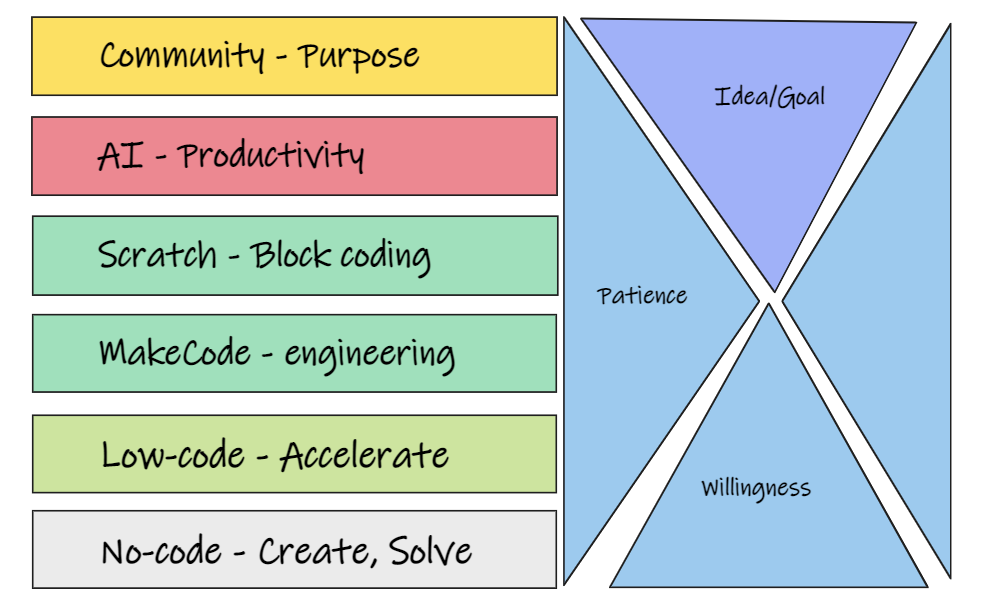 Community - Purpose
AI - Productivity
Scratch - Block coding
MakeCode - engineering
Low-code - Accelerate
No-code - Create, Solve
Idea/Goal
Patience
Willingness